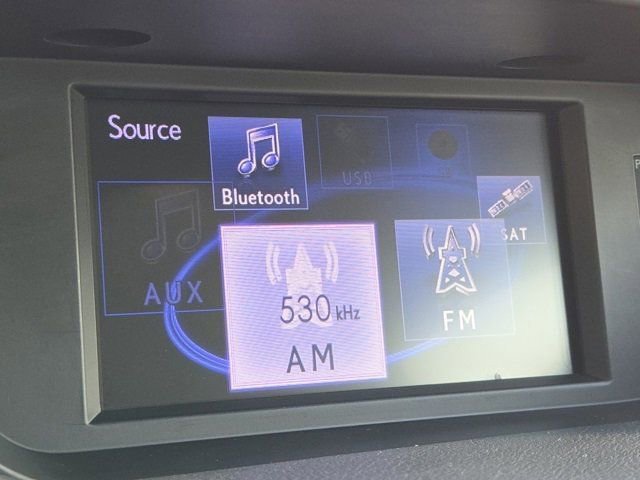 Source
Bluetooth
USB
SAT
AUX
530 kHz
AM
FM